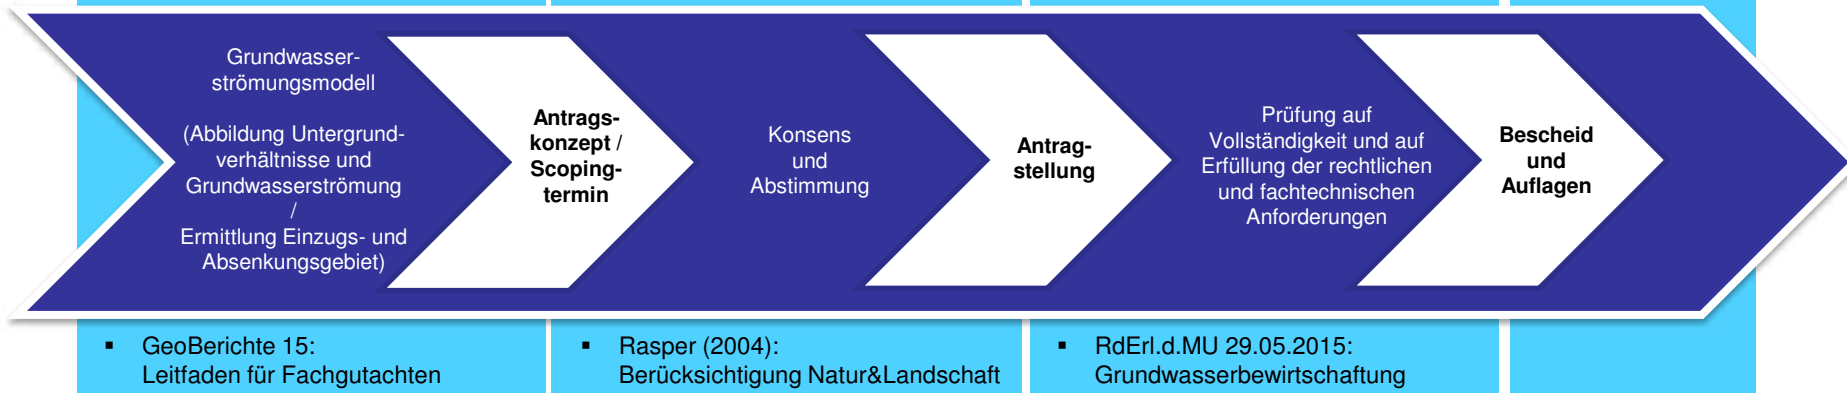 Grundwasser-
strömungsmodell
(Abbildung Untergrund-
verhältnisse und
Grundwasserströmung
/
Ermittlung Einzugs- und
Absenkungsgebiet)
Antrags-
konzept /
Scoping-
termin
Konsens
und
Abstimmung
Antrag-
stellung
Prüfung auf
Vollständigkeit und auf
Erfüllung der rechtlichen
und fachtechnischen
Anforderungen
Bescheid
und
Auflagen
▪ GeoBerichte 15:
Leitfaden für Fachgutachten
▪ Rasper (2004):
Berücksichtigung Natur&Landschaft
▪ RdErl.d.MU 29.05.2015:
Grundwasserbewirtschaftung